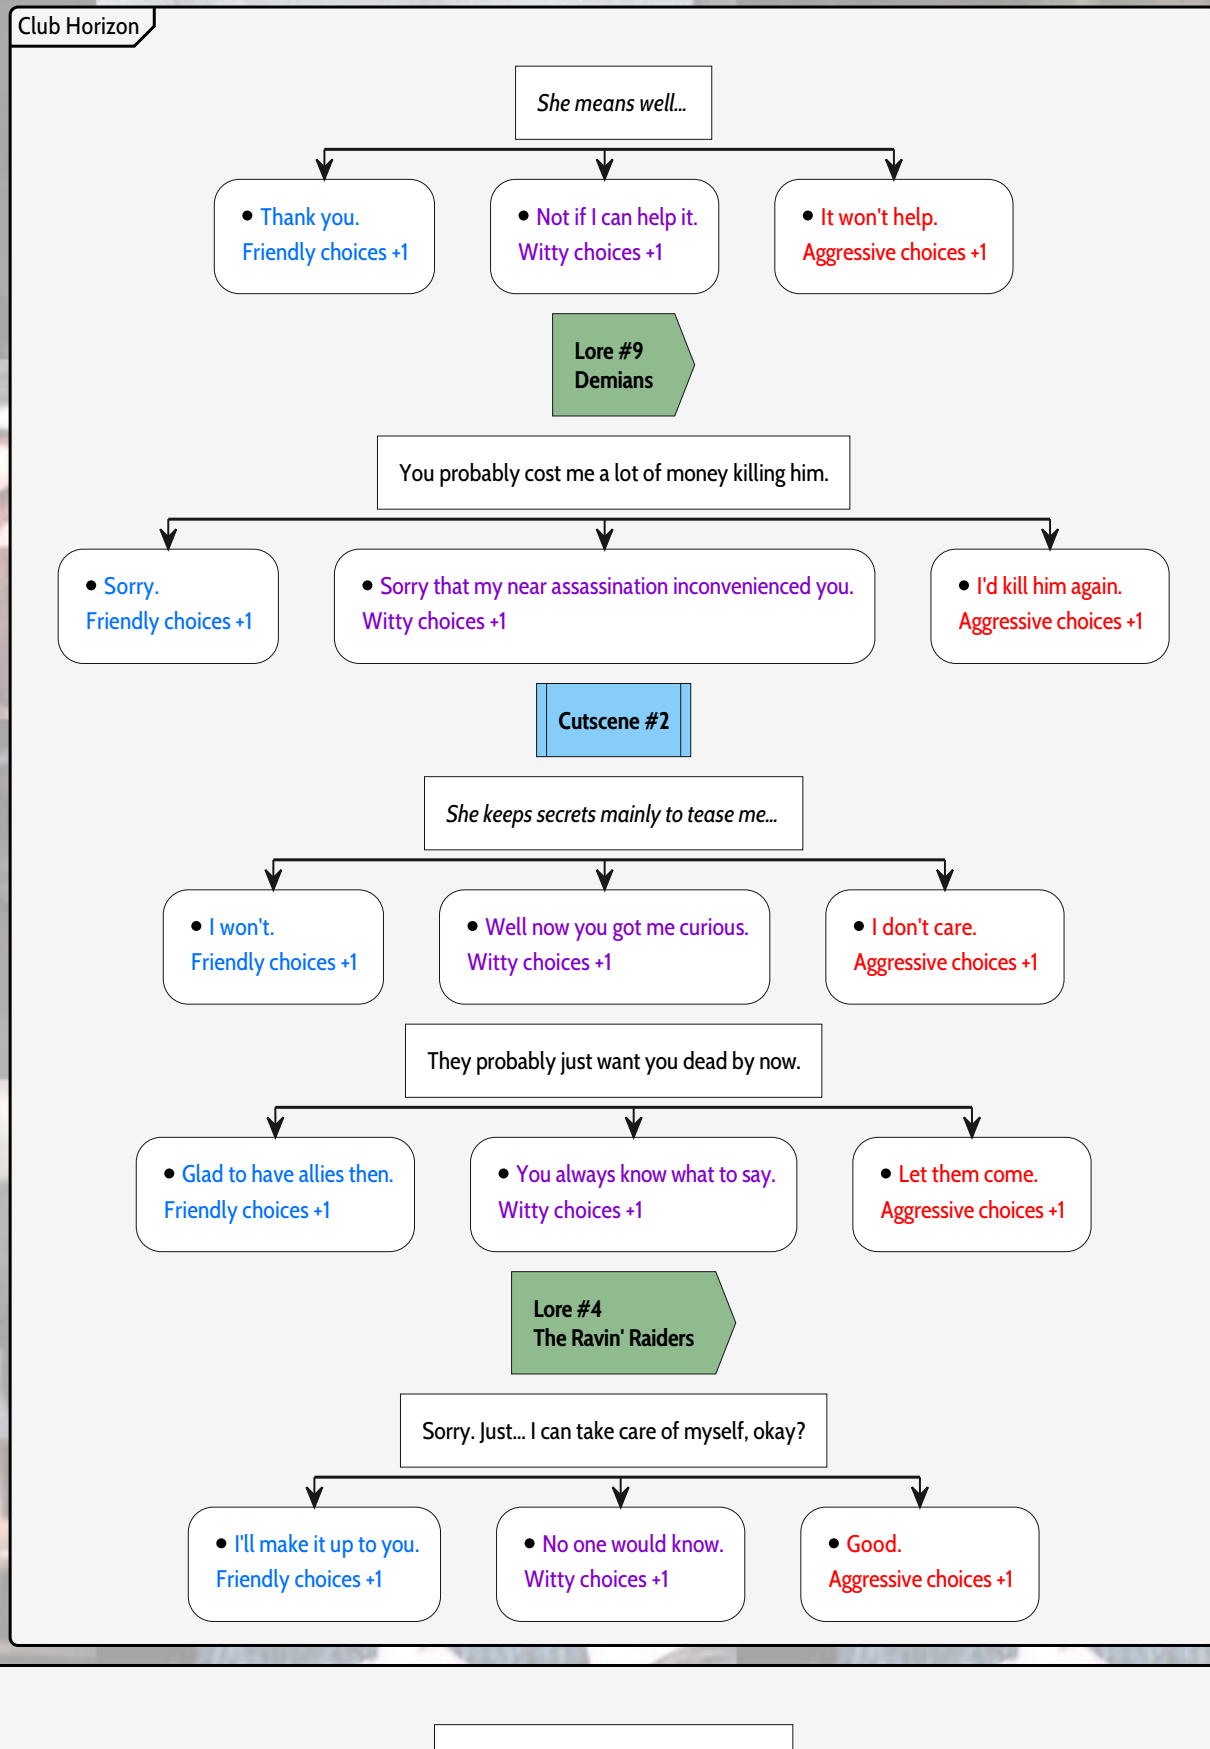 Club Horizon
She means well...
• Thank you.
Friendly choices +1
• Not if I can help it.
Witty choices +1
• It won't help.
Aggressive choices +1
Lore #9
Demians
You probably cost me a lot of money killing him.
• Sorry.
Friendly choices +1
• Sorry that my near assassination inconvenienced you.
Witty choices +1
• I'd kill him again.
Aggressive choices +1
Cutscene #2
She keeps secrets mainly to tease me...
• I won't.
Friendly choices +1
• Well now you got me curious.
Witty choices +1
• I don't care.
Aggressive choices +1
They probably just want you dead by now.
• Glad to have allies then.
Friendly choices +1
• You always know what to say.
Witty choices +1
• Let them come.
Aggressive choices +1
Lore #4
The Ravin' Raiders
Sorry. Just... I can take care of myself, okay?
• I'll make it up to you.
Friendly choices +1
• No one would know.
Witty choices +1
• Good.
Aggressive choices +1